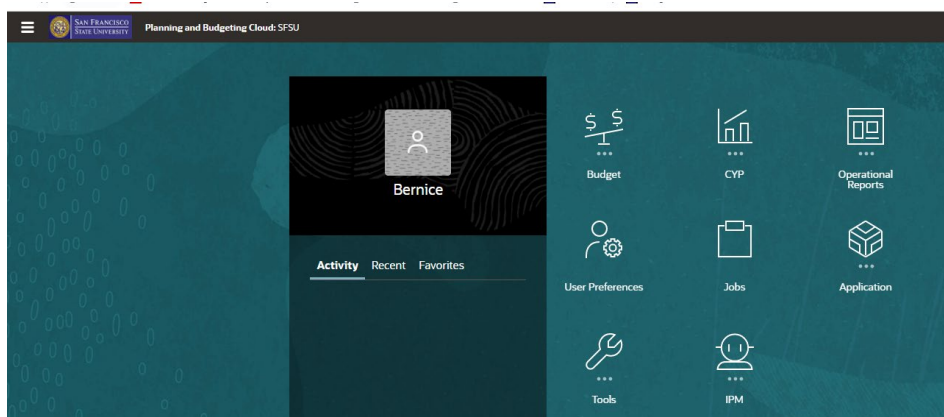 SAN FRANCISCO
STATE UNIVERSITY
Planning and Budgeting Cloud: SFSU
Bernice
Activity Recent Favorites
Budget
CYP
Operational
Reports
User Preferences
Jobs
Application
Tools
IPM